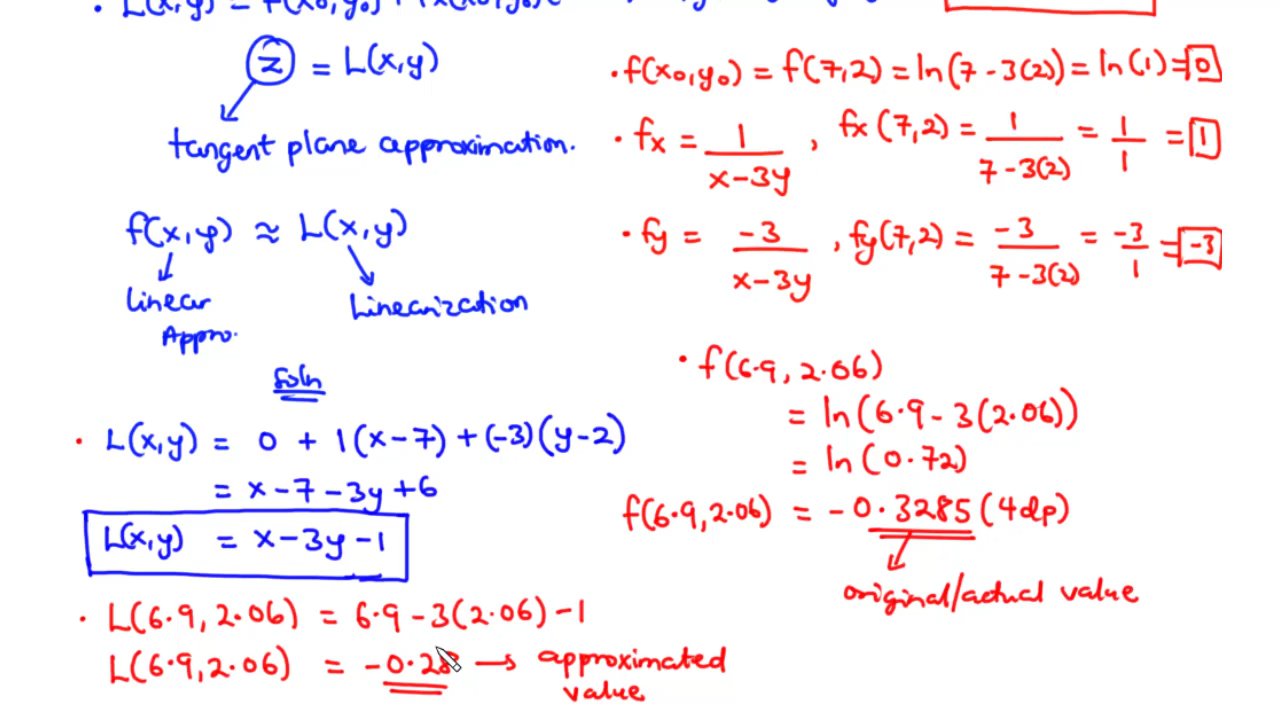 z = L(x,y)
tangent plane approximation.
f(x,y) ≈ L(x,y)
Linear
Appro.
Linearization
Soln
• L(x,y) = 0 + 1(x-7) + (-3)(y-2)
= x-7-3y+6
L(x,y) = x-3y-1
• L(6.9, 2.06) = 6.9 - 3(2.06) - 1
L(6.9, 2.06) = -0.28 → approximated
value
• f(x₀,y₀) = f(7,2) = ln(7-3(2)) = ln(1) = 0
• fx = 1/(x-3y) , fx(7,2) = 1/(7-3(2)) = 1/1 = 1
• fy = -3/(x-3y) , fy(7,2) = -3/(7-3(2)) = -3/1 = -3
• f(6.9, 2.06)
= ln(6.9 - 3(2.06))
= ln(0.72)
f(6.9, 2.06) = -0.3285 (4dp)
original/actual value